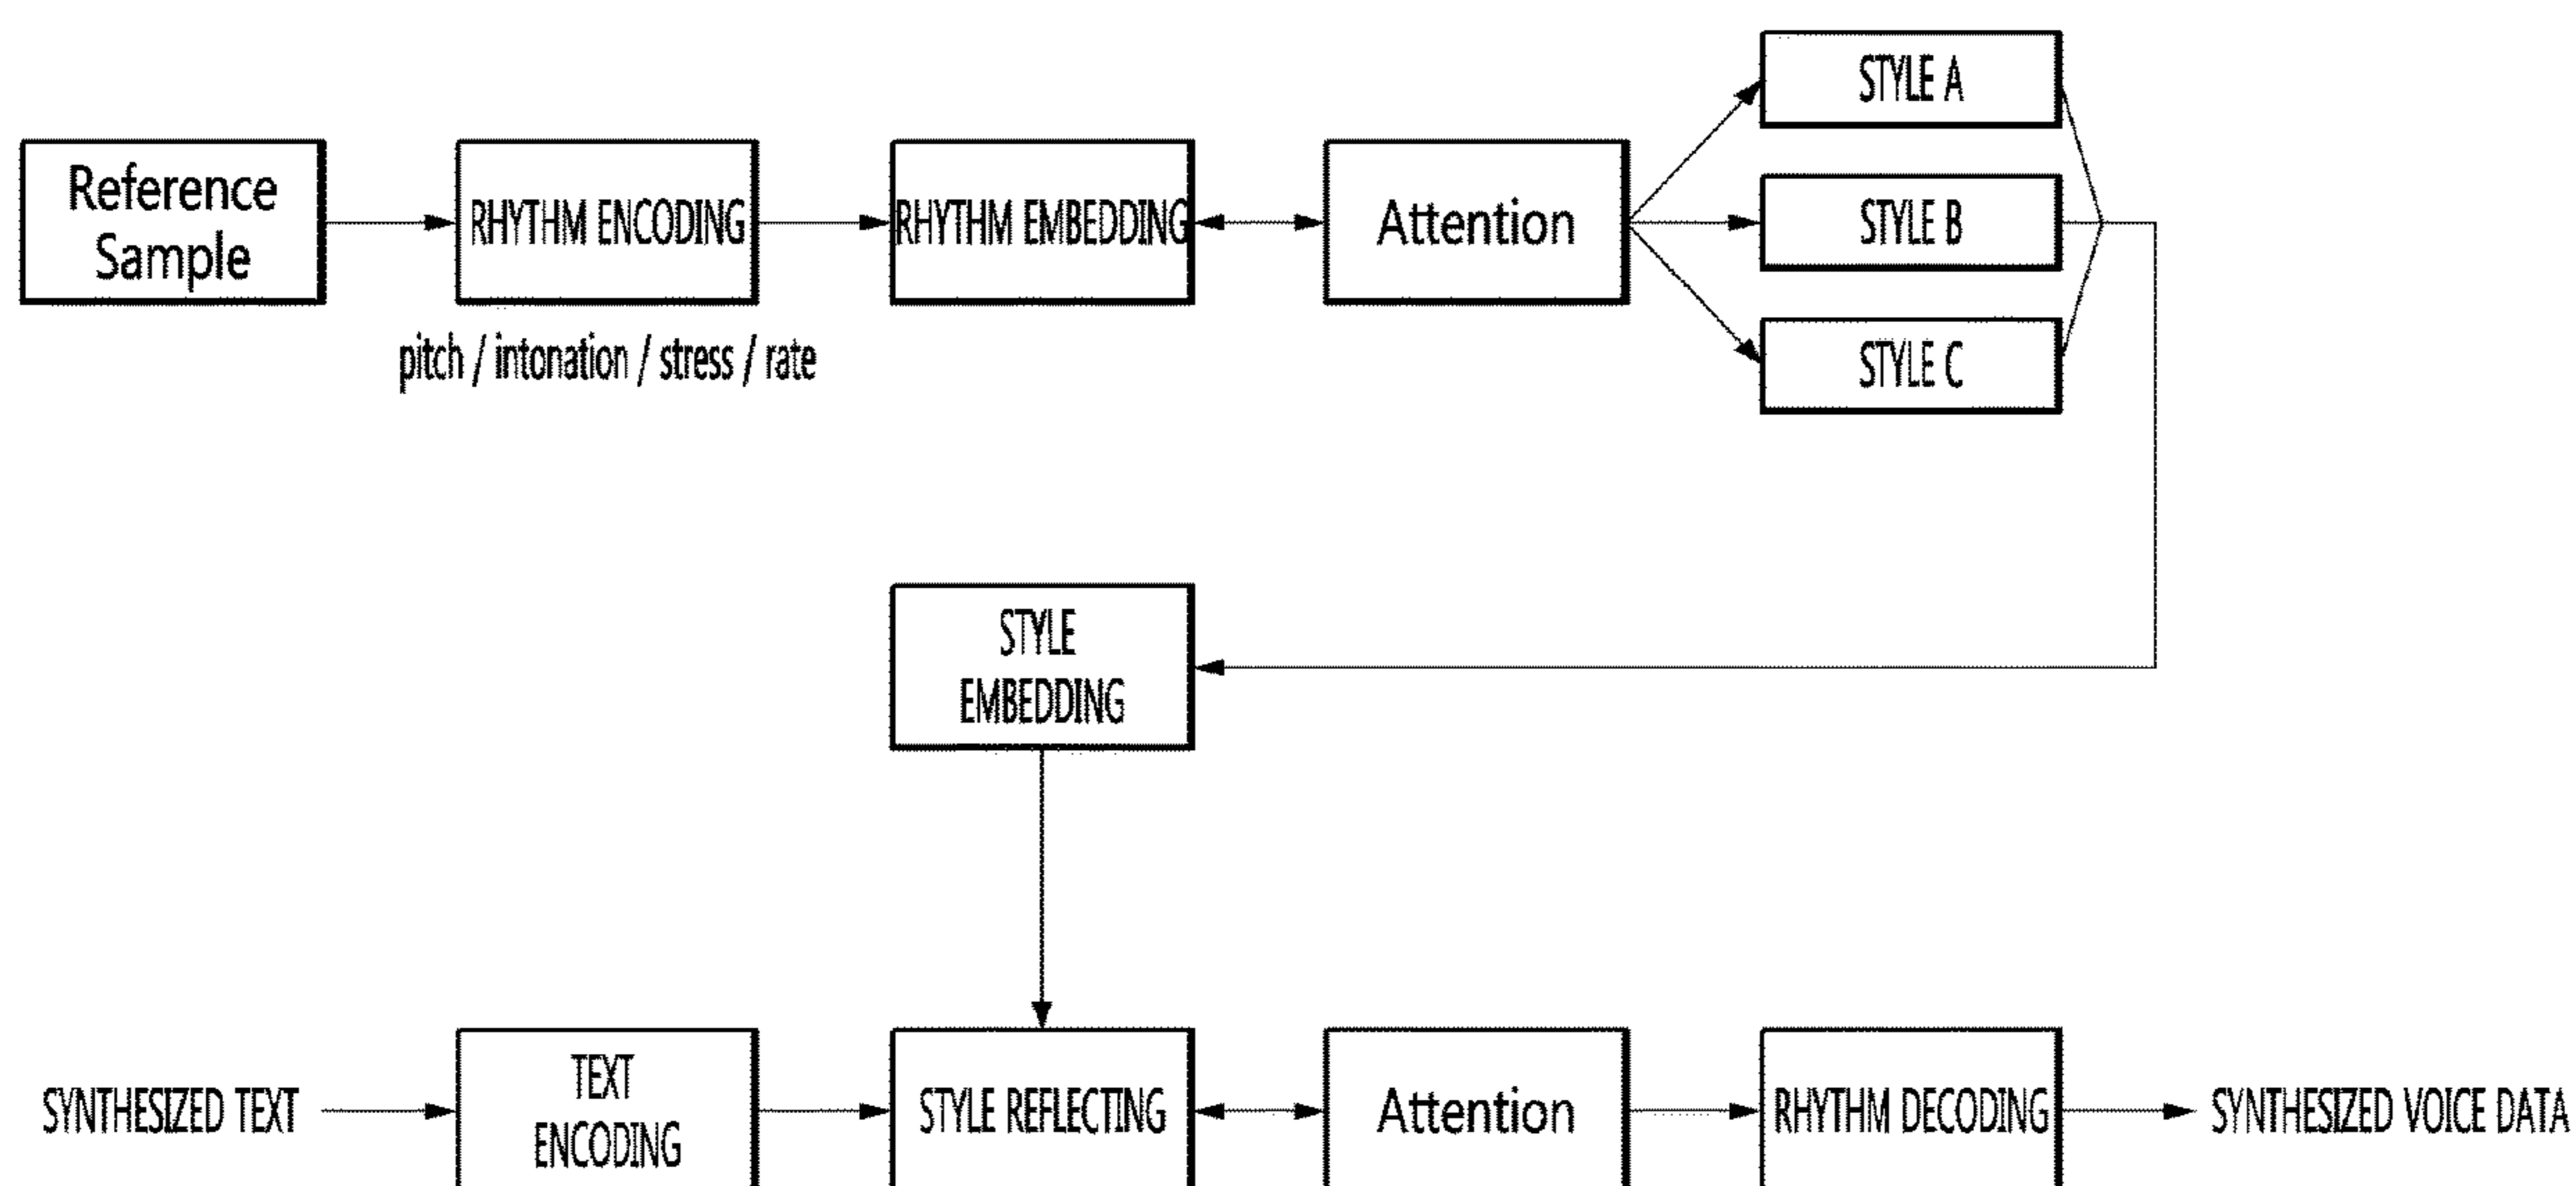 STYLE A
Reference
Sample
RHYTHM ENCODING
RHYTHM EMBEDDING
Attention
STYLE B
pitch / intonation / stress / rate
STYLE C
STYLE
EMBEDDING
SYNTHESIZED TEXT
TEXT
ENCODING
STYLE REFLECTING
Attention
RHYTHM DECODING
SYNTHESIZED VOICE DATA